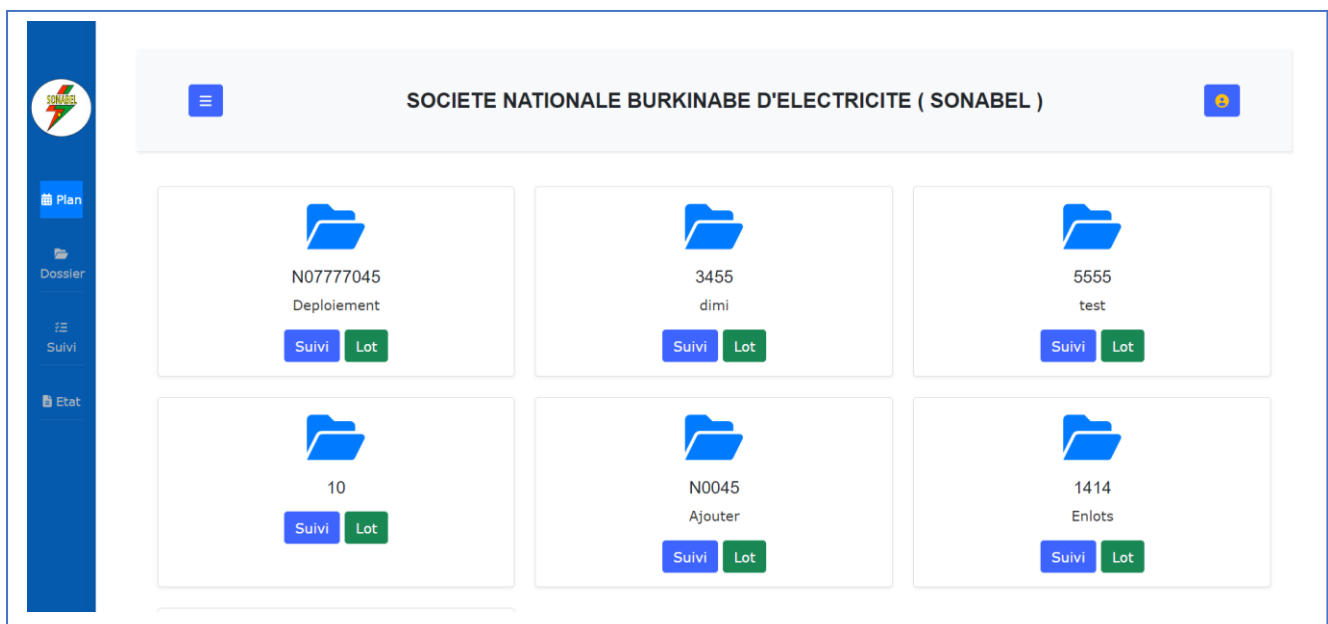 SONABEL
SOCIETE NATIONALE BURKINABE D'ELECTRICITE ( SONABEL )
Plan
Dossier
Suivi
Etat
N07777045
Deploiement
Suivi Lot
3455
dimi
Suivi Lot
5555
test
Suivi Lot
10
Suivi Lot
N0045
Ajouter
Suivi Lot
1414
Enlots
Suivi Lot